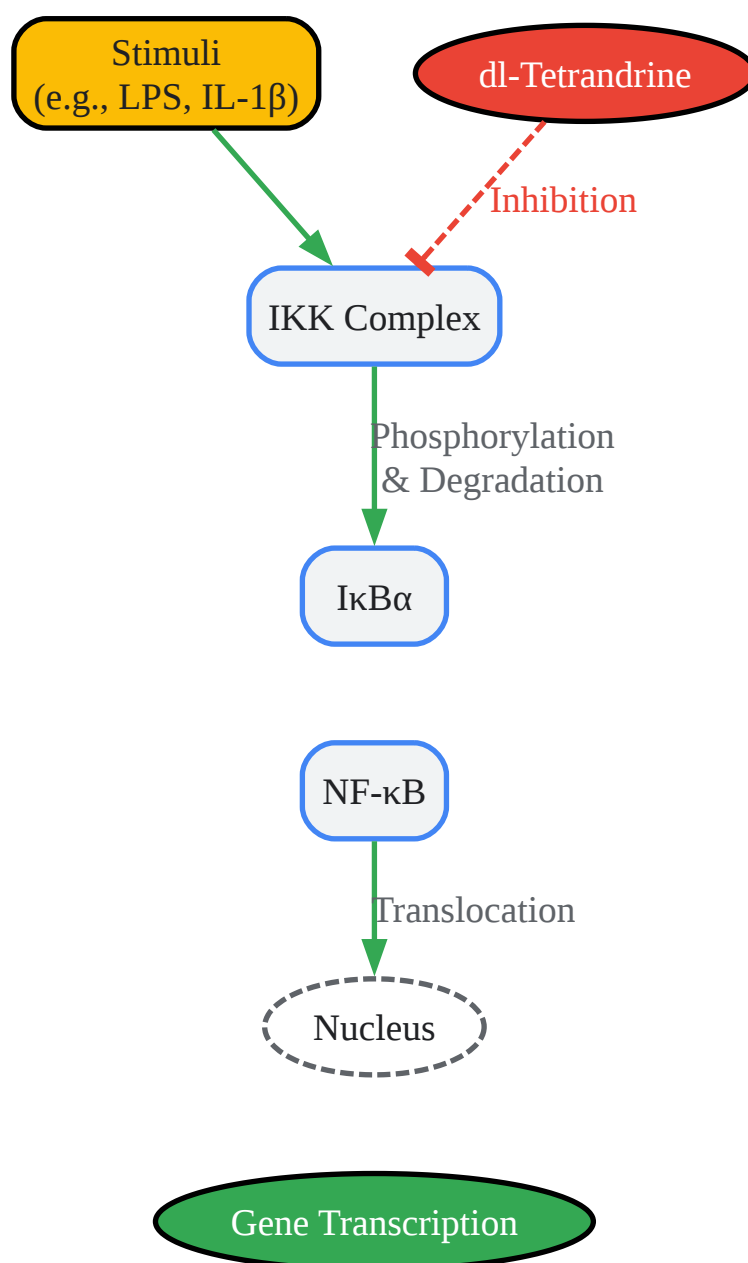 Stimuli
(e.g., LPS, IL-1β)
dl-Tetrandrine
Inhibition
IKK Complex
Phosphorylation
& Degradation
IκBα
NF-κB
Translocation
Nucleus
Gene Transcription